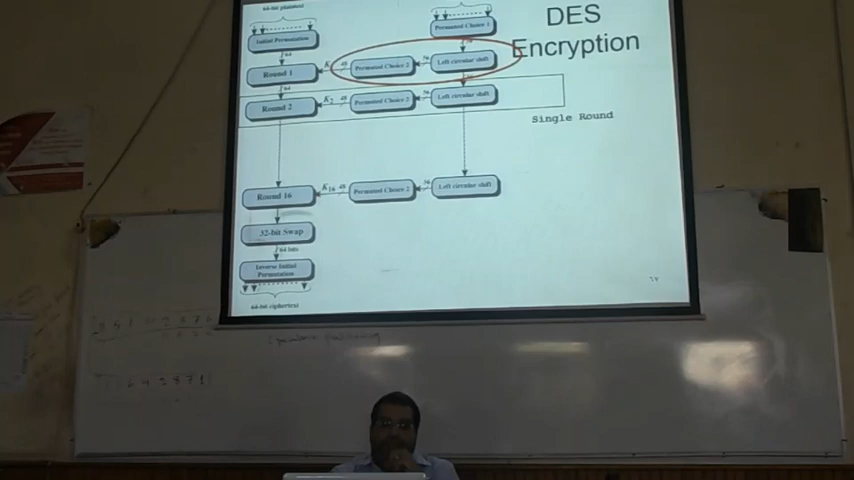 64-bit plaintext
DES
Encryption
Permuted Choice 1
Initial Permutation
56
64
Round 1
K
48
Permuted Choice 2
56
Left circular shift
64
Round 2
K2
48
Permuted Choice 2
56
Left circular shift
Single Round
Round 16
K16
48
Permuted Choice 2
56
Left circular shift
32-bit Swap
64 bits
Inverse Initial
Permutation
64-bit ciphertext
١٧